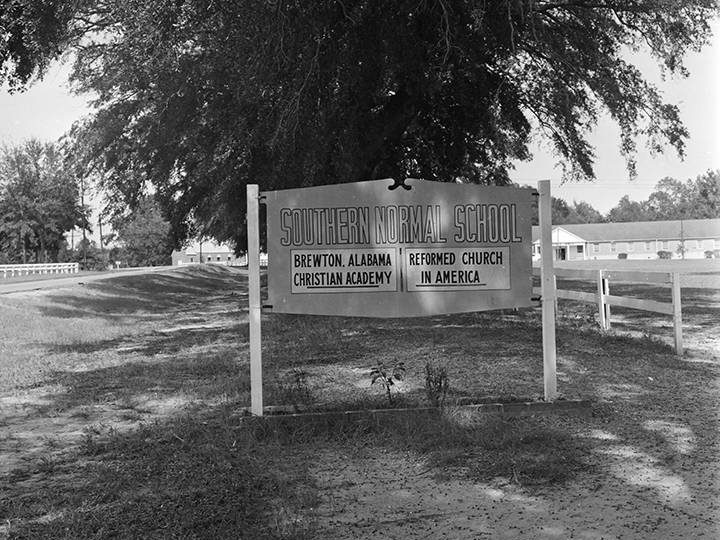 SOUTHERN NORMAL SCHOOL
BREWTON, ALABAMA
CHRISTIAN ACADEMY
REFORMED CHURCH
IN AMERICA